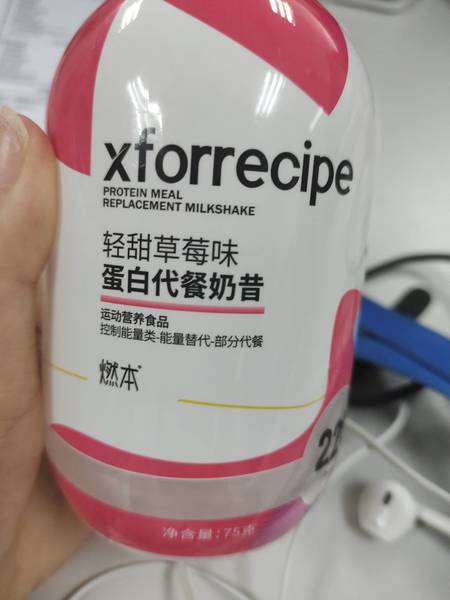 xforrecipe
PROTEIN MEAL
REPLACEMENT MILKSHAKE
轻甜草莓味
蛋白代餐奶昔
运动营养食品
控制能量类-能量替代-部分代餐
燃本
净含量:75克